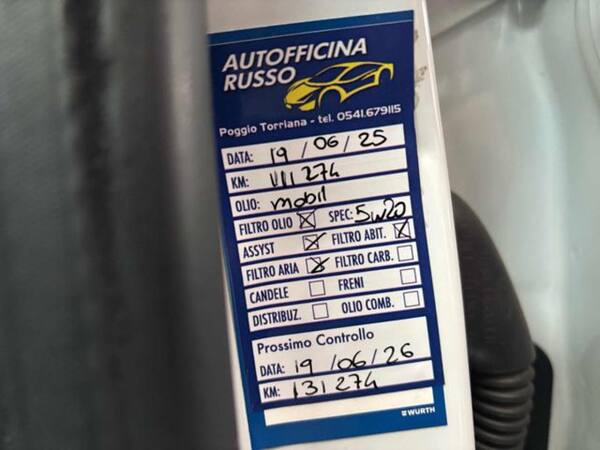 AUTOFFICINA
RUSSO
Poggio Torriana - tel. 0541.679115
DATA: 19/06/25
KM: 111274
OLIO: mobil
FILTRO OLIO ☒ SPEC: 5w20
ASSYST ☒ FILTRO ABIT. ☒
FILTRO ARIA ☒ FILTRO CARB. ☐
CANDELE ☐ FRENI ☐
DISTRIBUZ. ☐ OLIO COMB. ☐
Prossimo Controllo
DATA: 19/06/26
KM: 131274
WÜRTH